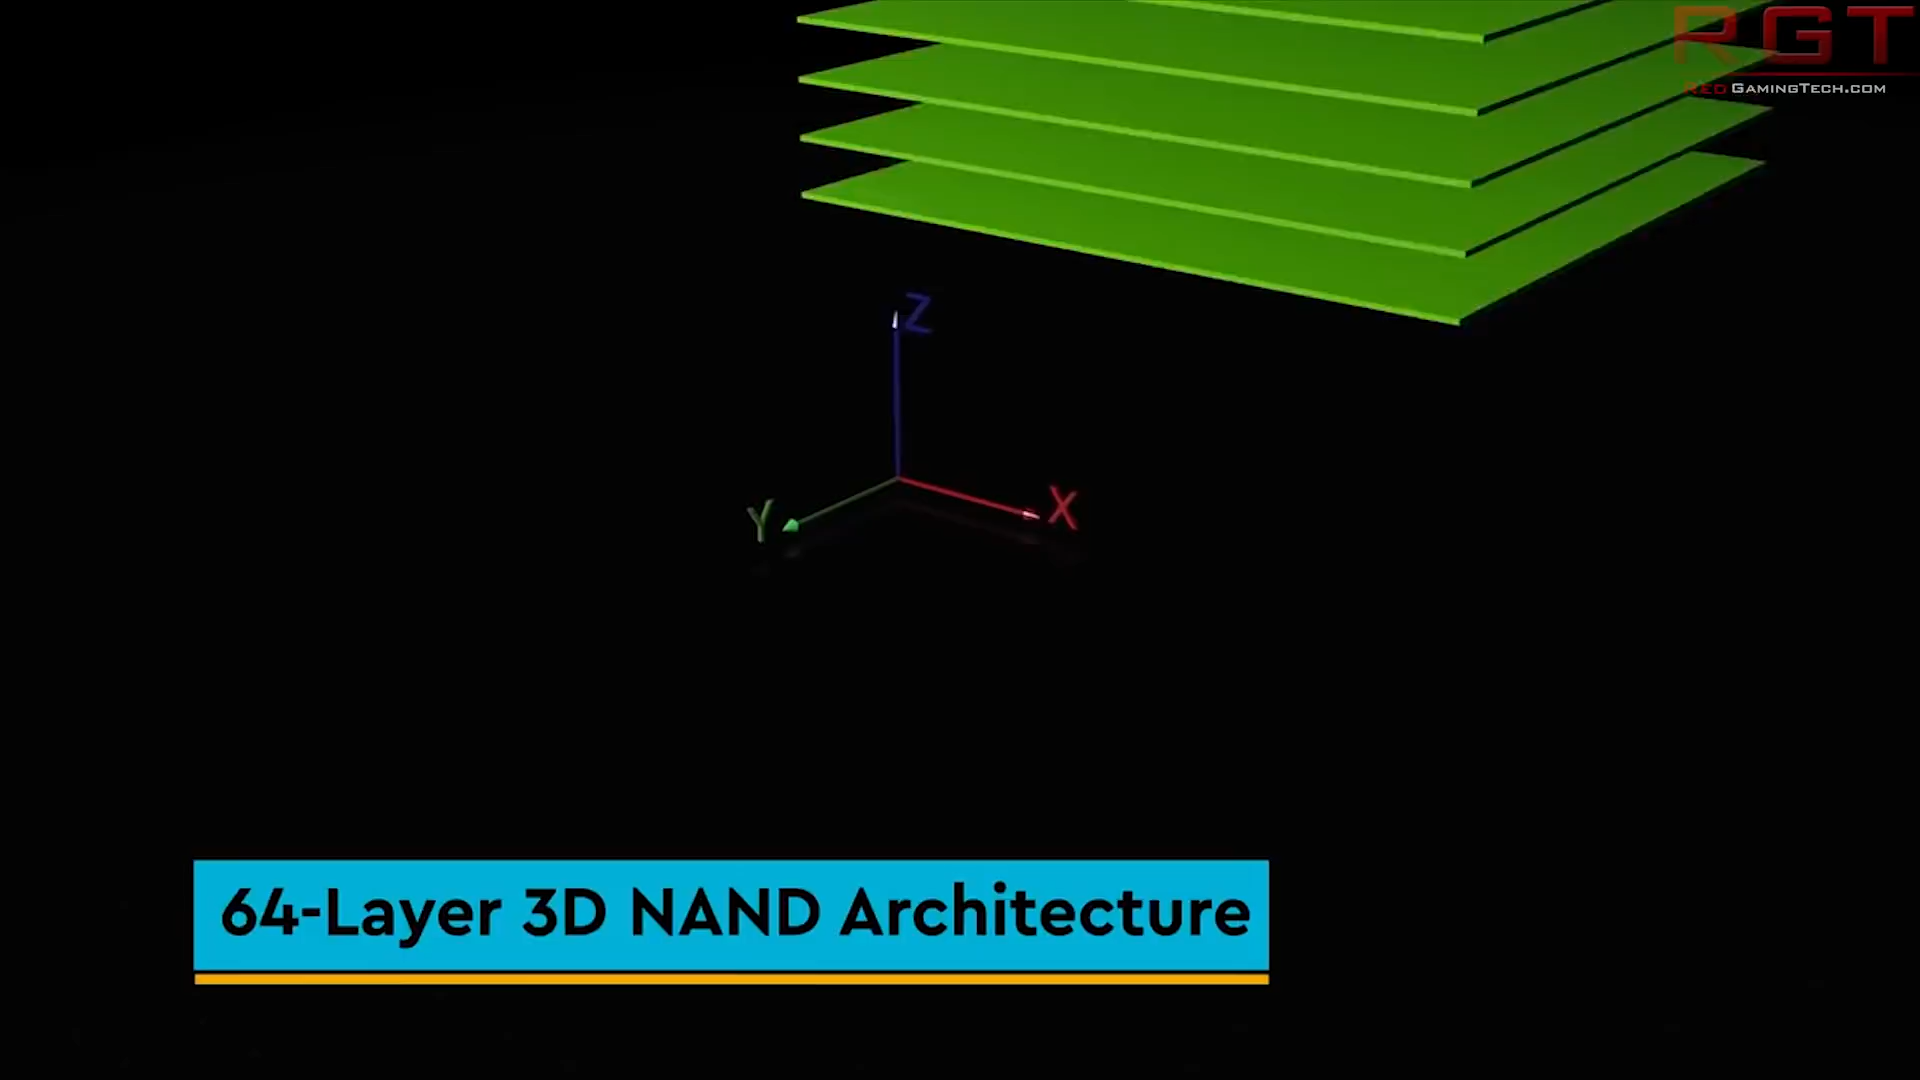 RGT
RED GAMINGTECH.COM
Z
Y
X
64-Layer 3D NAND Architecture